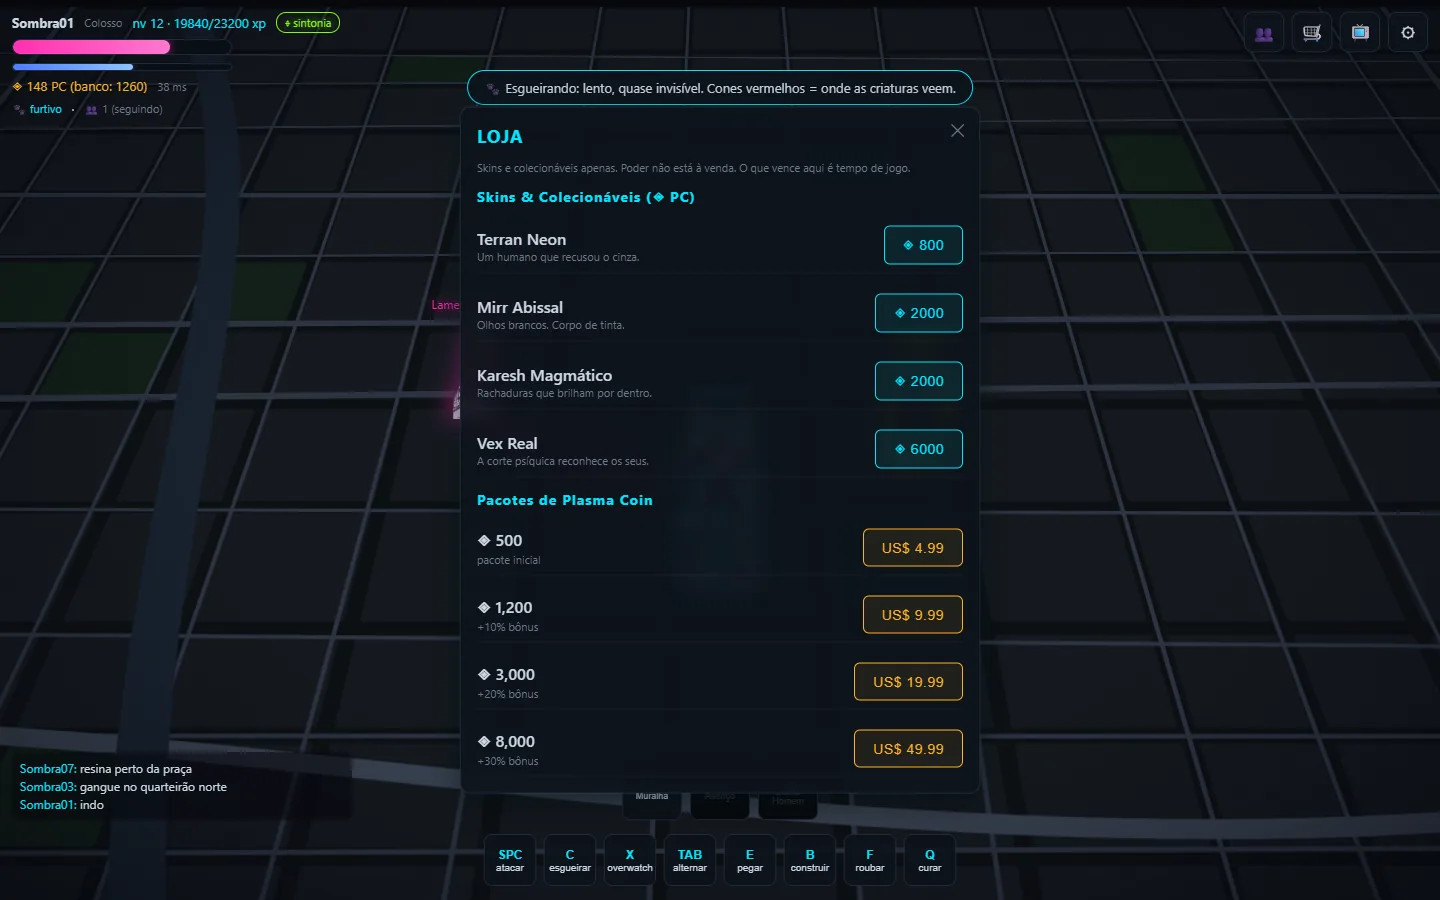 Sombra01 Colosso nv 12 · 19840/23200 xp sintonia
148 PC (banco: 1260) 38 ms
furtivo · 1 (seguindo)
Esgueirando: lento, quase invisível. Cones vermelhos = onde as criaturas veem.
LOJA
Skins e colecionáveis apenas. Poder não está à venda. O que vence aqui é tempo de jogo.
Skins & Colecionáveis (◈ PC)
Terran Neon
Um humano que recusou o cinza.
◈ 800
Mirr Abissal
Olhos brancos. Corpo de tinta.
◈ 2000
Karesh Magmático
Rachaduras que brilham por dentro.
◈ 2000
Vex Real
A corte psíquica reconhece os seus.
◈ 6000
Pacotes de Plasma Coin
◈ 500
pacote inicial
US$ 4.99
◈ 1,200
+10% bônus
US$ 9.99
◈ 3,000
+20% bônus
US$ 19.99
◈ 8,000
+30% bônus
US$ 49.99
Lame
Sombra07: resina perto da praça
Sombra03: gangue no quarteirão norte
Sombra01: indo
Muralha Homem
SPC atacar
C esgueirar
X overwatch
TAB alternar
E pegar
B construir
F roubar
Q curar